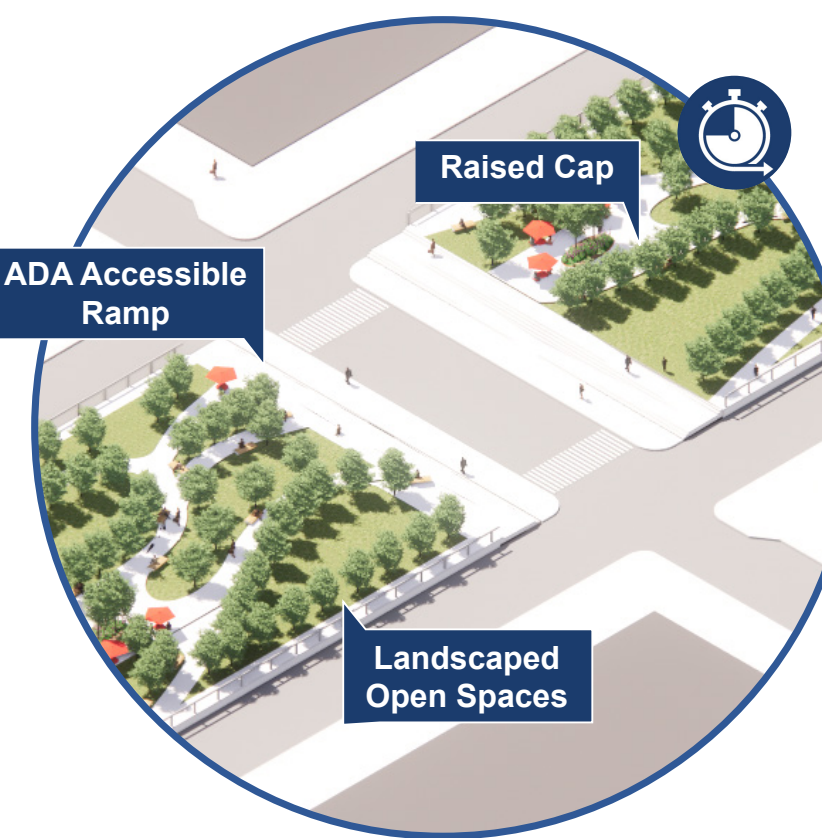 Raised Cap
ADA Accessible
Ramp
Landscaped
Open Spaces